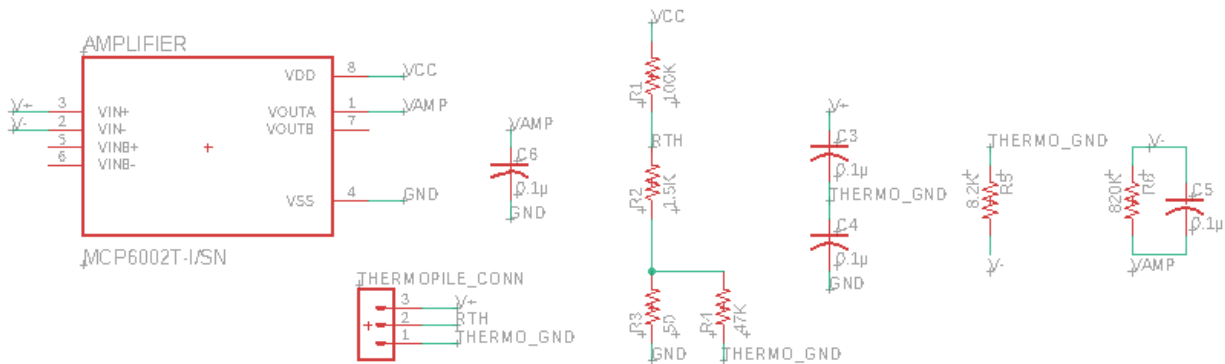 AMPLIFIER
VDD 8 VCC
V+ 3 VIN+ VOUTA 1 VAMP
V- 2 VIN- VOUTB 7
5 VINB+
6 VINB-
VSS 4 GND
MCP6002T-I/SN
THERMOPILE_CONN
3 V+
2 RTH
1 THERMO_GND
VAMP
C6
0.1µ
GND
VCC
R1 100K
RTH
R2 1.5K
R3 50
R4 47K
GND THERMO_GND
V+
C3
0.1µ
THERMO_GND
C4
0.1µ
GND
THERMO_GND
8.2K R5
V-
V-
820K R6
C5
0.1µ
VAMP